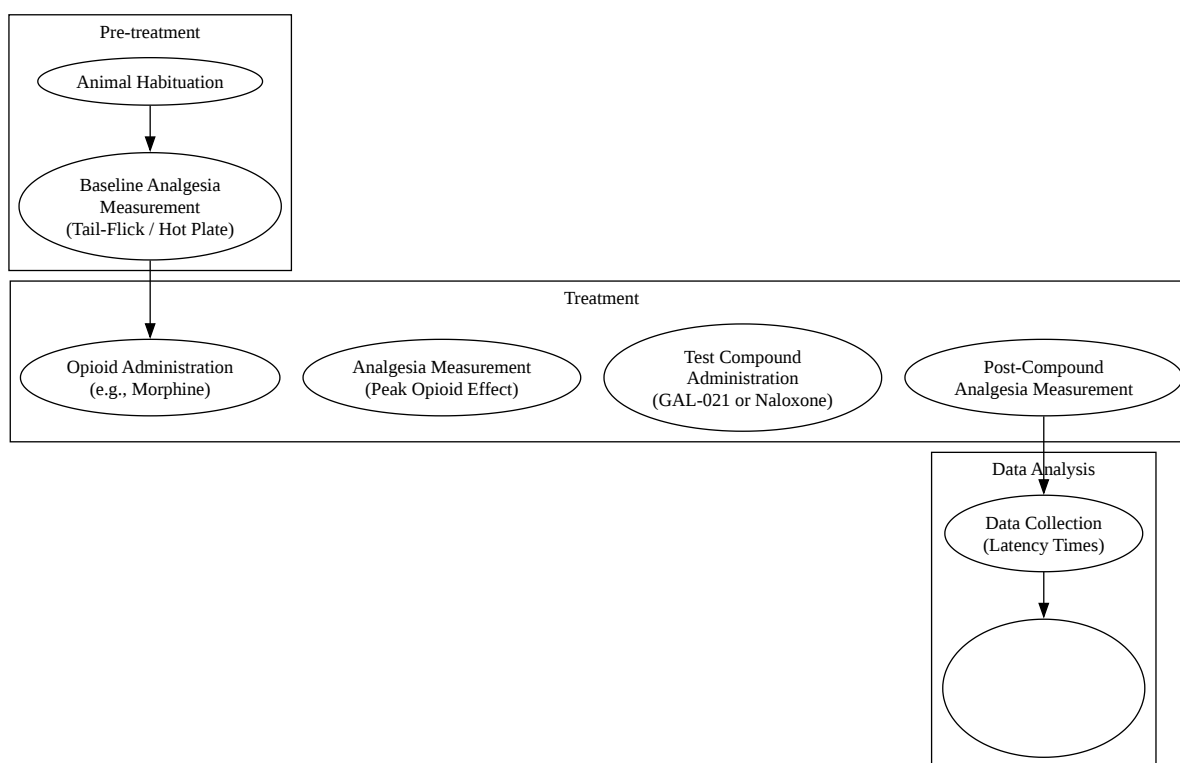 Pre-treatment
Animal Habituation
Baseline Analgesia
Measurement
(Tail-Flick / Hot Plate)
Treatment
Opioid Administration
(e.g., Morphine)
Analgesia Measurement
(Peak Opioid Effect)
Test Compound
Administration
(GAL-021 or Naloxone)
Post-Compound
Analgesia Measurement
Data Analysis
Data Collection
(Latency Times)